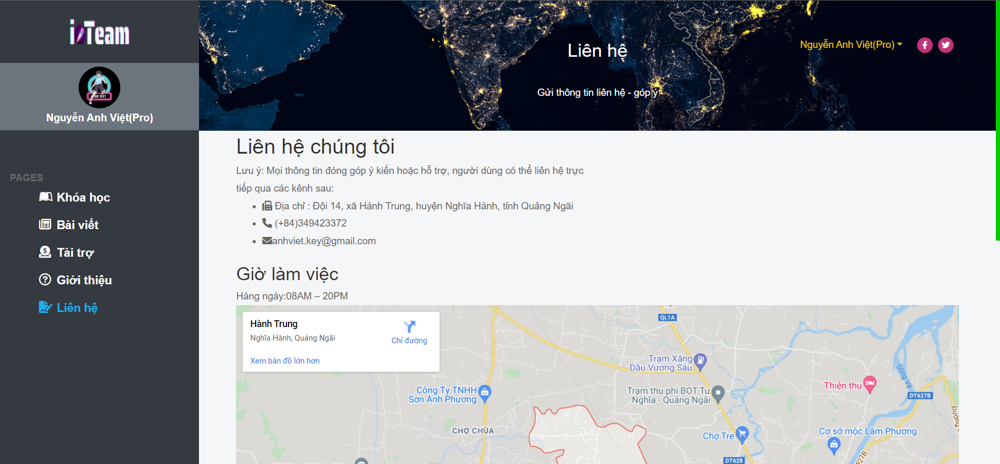 ioTeam
ANH VIET
Nguyễn Anh Việt(Pro)
PAGES
Khóa học
Bài viết
Tài trợ
Giới thiệu
Liên hệ
Liên hệ
Gửi thông tin liên hệ - góp ý
Nguyễn Anh Việt(Pro)
Liên hệ chúng tôi
Lưu ý: Mọi thông tin đóng góp ý kiến hoặc hỗ trợ, người dùng có thể liên hệ trực
tiếp qua các kênh sau:
Địa chỉ : Đội 14, xã Hành Trung, huyện Nghĩa Hành, tỉnh Quảng Ngãi
(+84)349423372
anhviet.key@gmail.com
Giờ làm việc
Hàng ngày:08AM – 20PM
Hành Trung
Nghĩa Hành, Quảng Ngãi
Chỉ đường
Xem bản đồ lớn hơn
QL1A
Trạm Xăng
Dầu Vương Sáu
Công Ty TNHH
Sơn Ánh Phương
Trạm thu phí BOT Tư
Nghĩa - Quảng Ngãi
Thiện thu
Sông Vệ
DT627B
Đường
CHỢ CHÙA
Chợ Tre
Cơ sở mộc Lâm Phương
DT628
627B